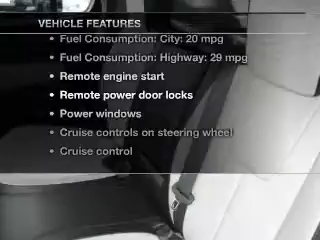 VEHICLE FEATURES
• Fuel Consumption: City: 20 mpg
• Fuel Consumption: Highway: 29 mpg
• Remote engine start
• Remote power door locks
• Power windows
• Cruise controls on steering wheel
• Cruise control